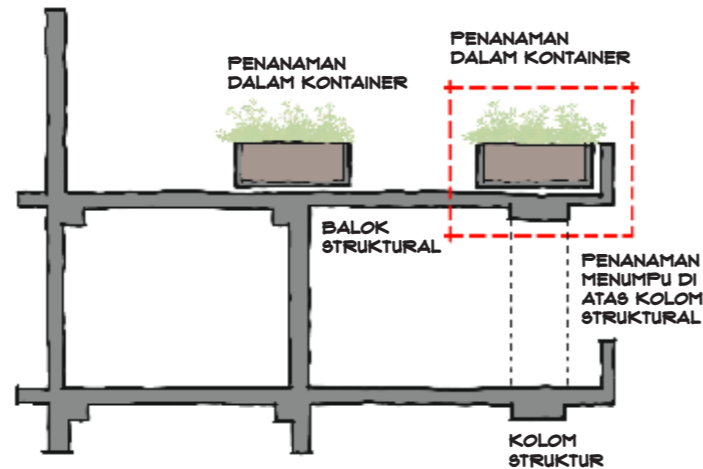 PENANAMAN
DALAM KONTAINER
PENANAMAN
DALAM KONTAINER
BALOK
STRUKTURAL
PENANAMAN
MENUMPU DI
ATAS KOLOM
STRUKTURAL
KOLOM
STRUKTUR